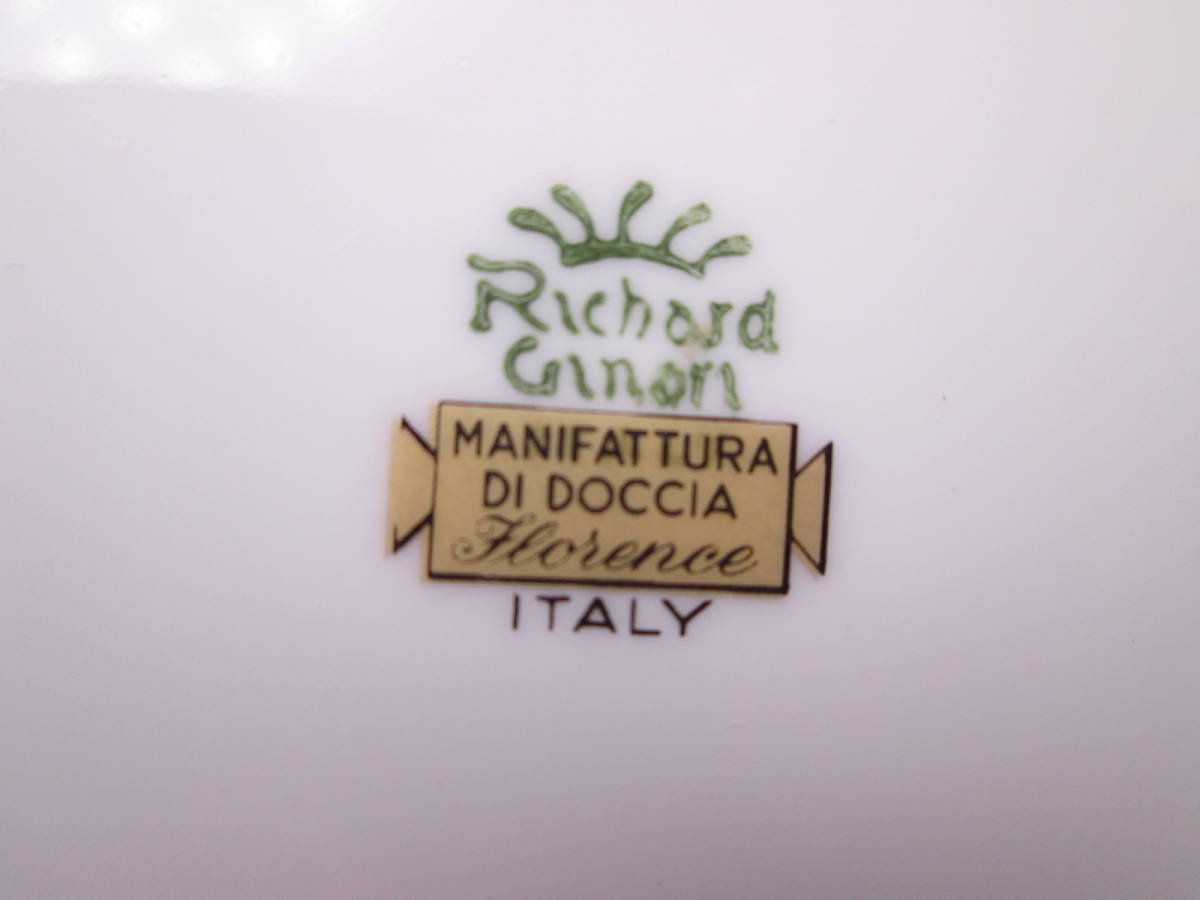 Richard
Ginori
MANIFATTURA
DI DOCCIA
Florence
ITALY